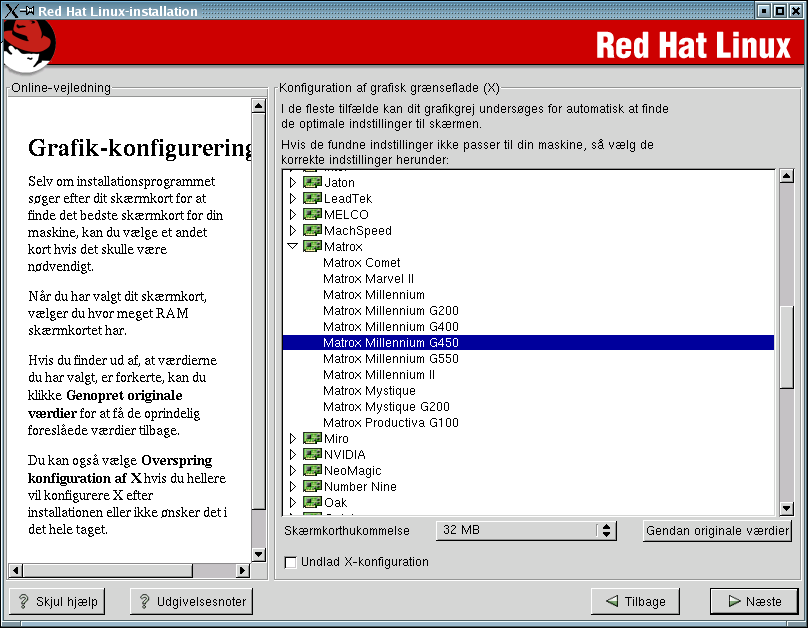 Red Hat Linux-installation
Red Hat Linux
Online-vejledning
Grafik-konfigurering
Selv om installationsprogrammet
søger efter dit skærmkort for at
finde det bedste skærmkort for din
maskine, kan du vælge et andet
kort hvis det skulle være
nødvendigt.
Når du har valgt dit skærmkort,
vælger du hvor meget RAM
skærmkortet har.
Hvis du finder ud af, at værdierne
du har valgt, er forkerte, kan du
klikke Genopret originale
værdier for at få de oprindelig
foreslåede værdier tilbage.
Du kan også vælge Overspring
konfiguration af X hvis du hellere
vil konfigurere X efter
installationen eller ikke ønsker det i
det hele taget.
Konfiguration af grafisk grænseflade (X)
I de fleste tilfælde kan dit grafikgrej undersøges for automatisk at finde
de optimale indstillinger til skærmen.
Hvis de fundne indstillinger ikke passer til din maskine, så vælg de
korrekte indstillinger herunder:
Jaton
LeadTek
MELCO
MachSpeed
Matrox
Matrox Comet
Matrox Marvel II
Matrox Millennium
Matrox Millennium G200
Matrox Millennium G400
Matrox Millennium G450
Matrox Millennium G550
Matrox Millennium II
Matrox Mystique
Matrox Mystique G200
Matrox Productiva G100
Miro
NVIDIA
NeoMagic
Number Nine
Oak
Skærmkorthukommelse
32 MB
Gendan originale værdier
Undlad X-konfiguration
Skjul hjælp
Udgivelsesnoter
Tilbage
Næste